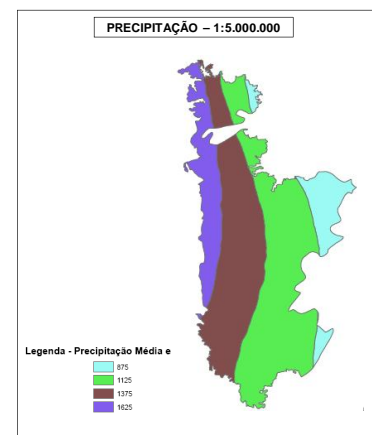 PRECIPITAÇÃO – 1:5.000.000
Legenda - Precipitação Média e
875
1125
1375
1625